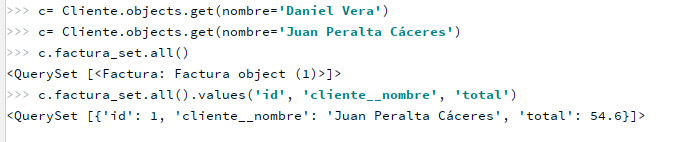 >>> c= Cliente.objects.get(nombre='Daniel Vera')
>>> c= Cliente.objects.get(nombre='Juan Peralta Cáceres')
>>> c.factura_set.all()
<QuerySet [<Factura: Factura object (1)>]>
>>> c.factura_set.all().values('id', 'cliente__nombre', 'total')
<QuerySet [{'id': 1, 'cliente__nombre': 'Juan Peralta Cáceres', 'total': 54.6}]>